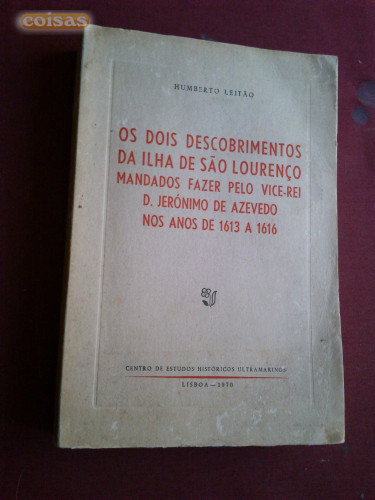 coisas
HUMBERTO LEITÃO
OS DOIS DESCOBRIMENTOS
DA ILHA DE SÃO LOURENÇO
MANDADOS FAZER PELO VICE-REI
D. JERÓNIMO DE AZEVEDO
NOS ANOS DE 1613 A 1616
CENTRO DE ESTUDOS HISTÓRICOS ULTRAMARINOS
LISBOA — 1970